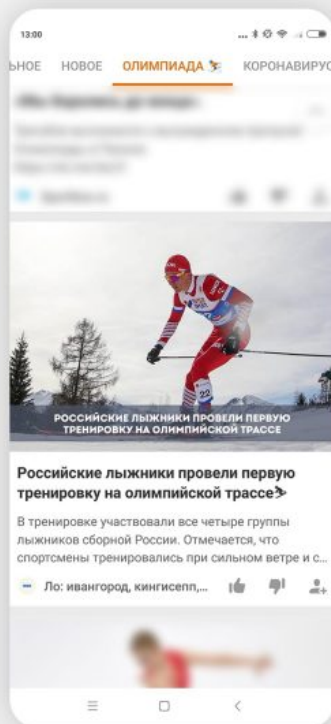 13:00
ЬНОЕ НОВОЕ ОЛИМПИАДА КОРОНАВИРУС
22
РОССИЙСКИЕ ЛЫЖНИКИ ПРОВЕЛИ ПЕРВУЮ
ТРЕНИРОВКУ НА ОЛИМПИЙСКОЙ ТРАССЕ
Российские лыжники провели первую
тренировку на олимпийской трассе
В тренировке участвовали все четыре группы
лыжников сборной России. Отмечается, что
спортсмены тренировались при сильном ветре и с...
Ло: ивангород, кингисепп,...